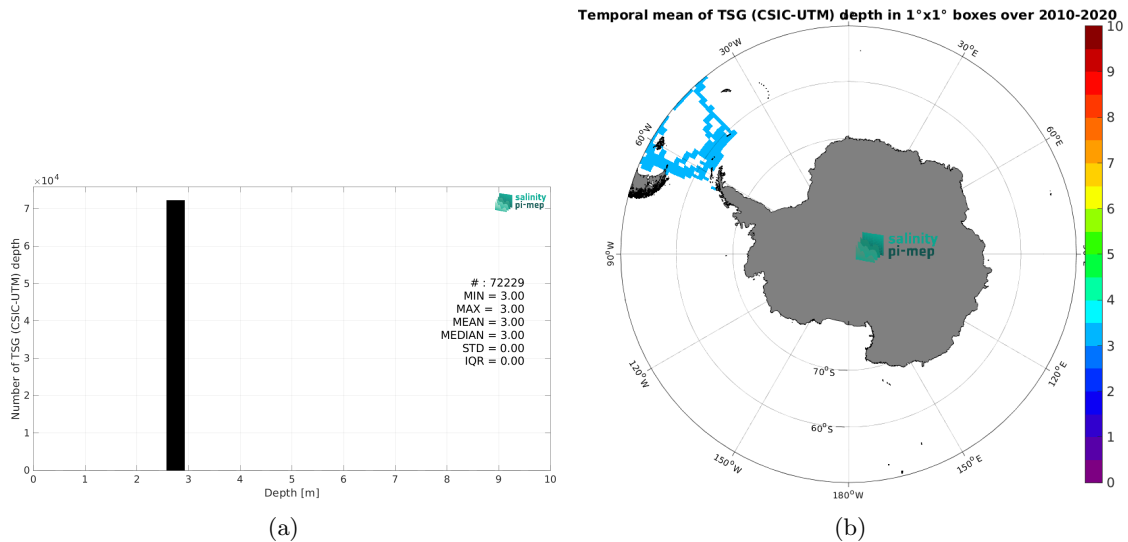 ×10⁴
7
6
5
4
3
2
1
0
Number of TSG (CSIC-UTM) depth
0 1 2 3 4 5 6 7 8 9 10
Depth [m]
salinity
pi-mep
# : 72229
MIN = 3.00
MAX = 3.00
MEAN = 3.00
MEDIAN = 3.00
STD = 0.00
IQR = 0.00
(a)
Temporal mean of TSG (CSIC-UTM) depth in 1°x1° boxes over 2010-2020
30°W
30°E
60°W
60°E
90°W
120°W
120°E
150°W
150°E
180°W
70°S
60°S
salinity
pi-mep
10
9
8
7
6
5
4
3
2
1
0
(b)